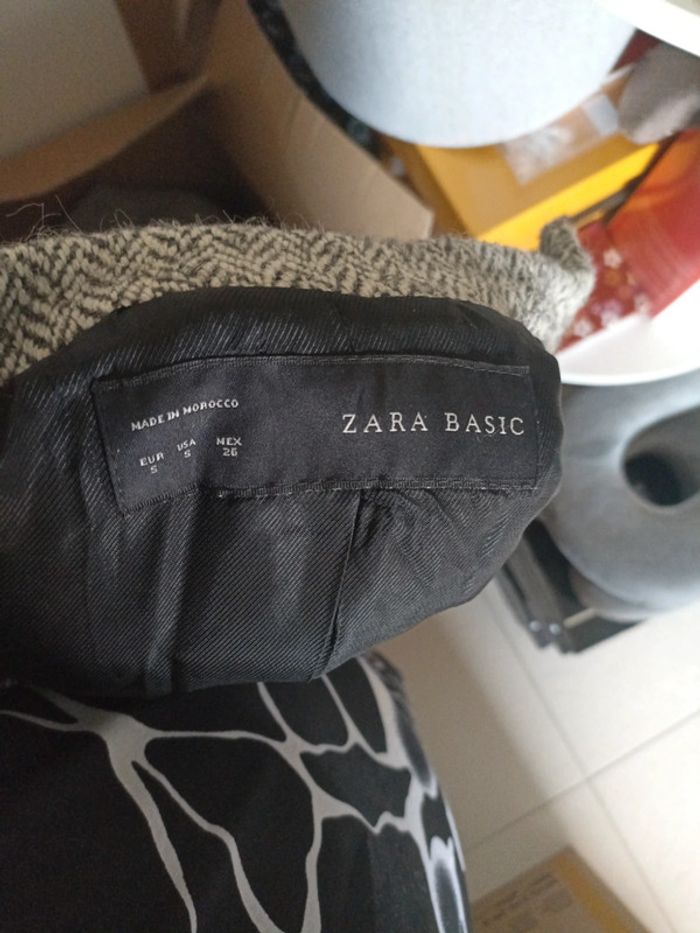 MADE IN MOROCCO
ZARA BASIC
EUR USA MEX
S S 26